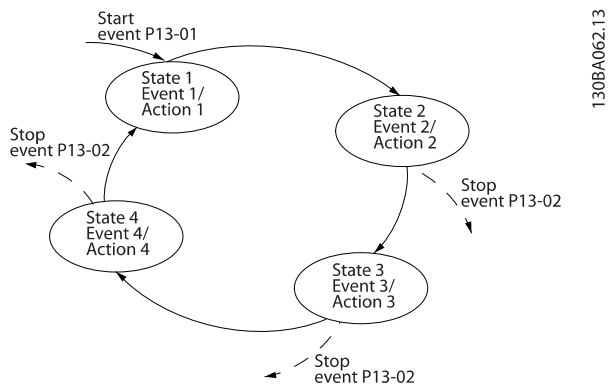 Start
event P13-01
130BA062.13
State 1
Event 1/
Action 1
State 2
Event 2/
Action 2
Stop
event P13-02
Stop
event P13-02
State 4
Event 4/
Action 4
State 3
Event 3/
Action 3
Stop
event P13-02